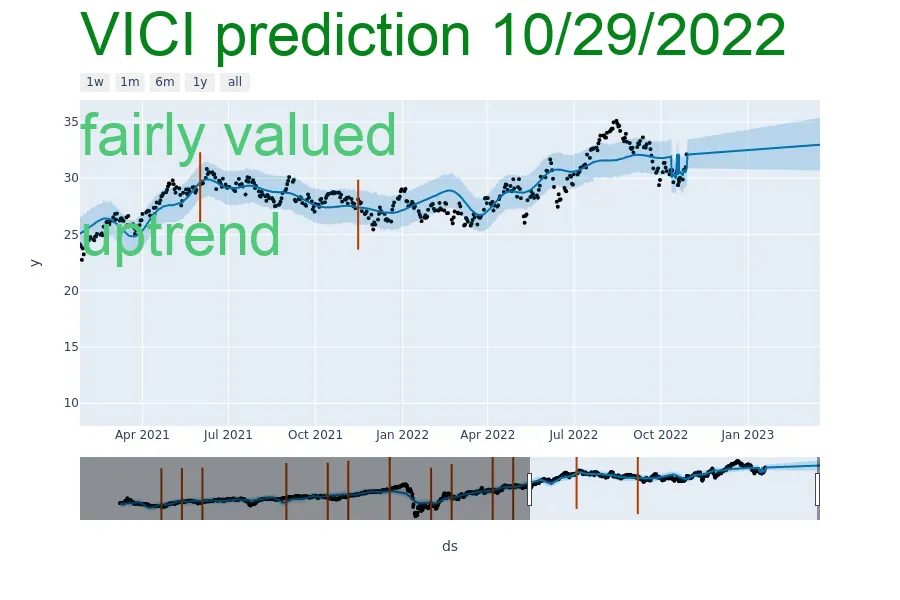 VICI prediction 10/29/2022
1w 1m 6m 1y all
fairly valued
uptrend
35
30
25
20
15
10
y
Apr 2021 Jul 2021 Oct 2021 Jan 2022 Apr 2022 Jul 2022 Oct 2022 Jan 2023
ds